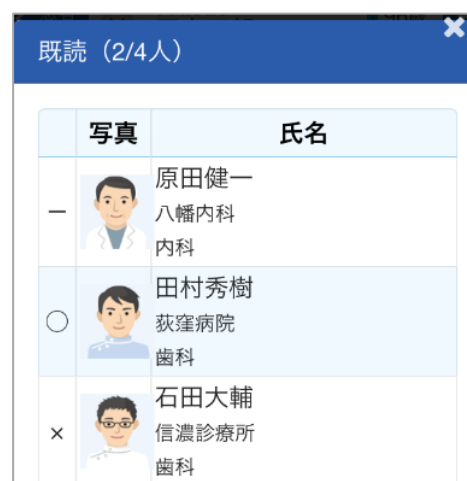 既読（2/4人）
写真 氏名
原田健一
八幡内科
ー 内科
田村秀樹
○ 荻窪病院
歯科
石田大輔
× 信濃診療所
歯科